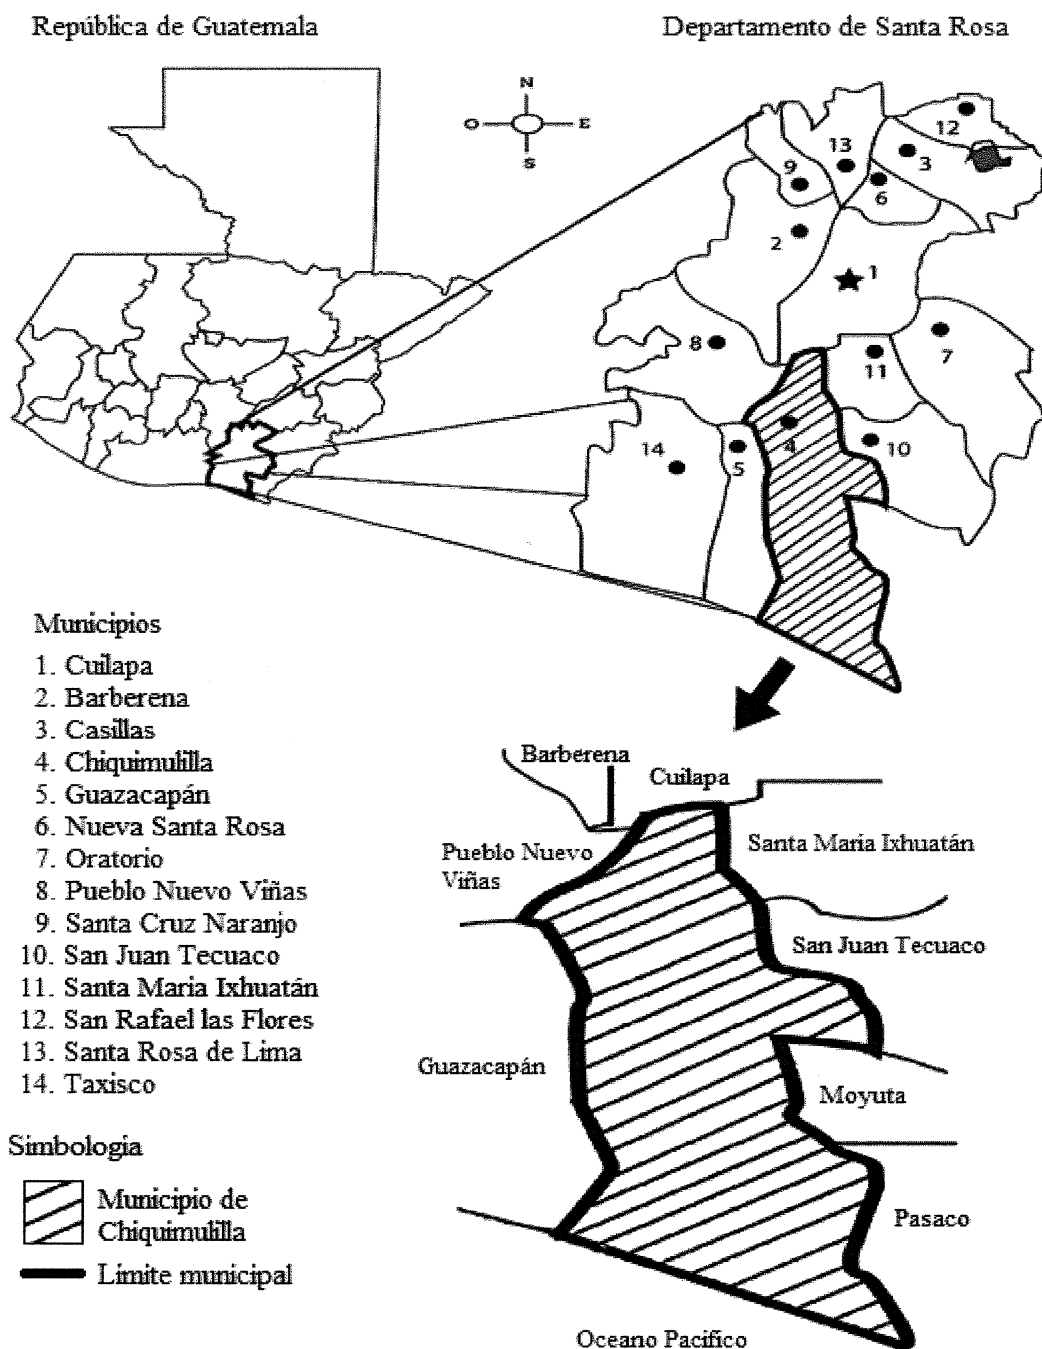 República de Guatemala
Departamento de Santa Rosa
N
O
E
S
12
13
3
9
6
2
1
8
7
11
4
14
5
10
Municipios
1. Cuilapa
2. Barberena
3. Casillas
4. Chiquimulilla
5. Guazacapán
6. Nueva Santa Rosa
7. Oratorio
8. Pueblo Nuevo Viñas
9. Santa Cruz Naranjo
10. San Juan Tecuaco
11. Santa Maria Ixhuatán
12. San Rafael las Flores
13. Santa Rosa de Lima
14. Taxisco
Simbologia
Municipio de
Chiquimulilla
Limite municipal
Barberena
Cuilapa
Pueblo Nuevo
Viñas
Santa Maria Ixhuatán
San Juan Tecuaco
Guazacapán
Moyuta
Pasaco
Oceano Pacifico